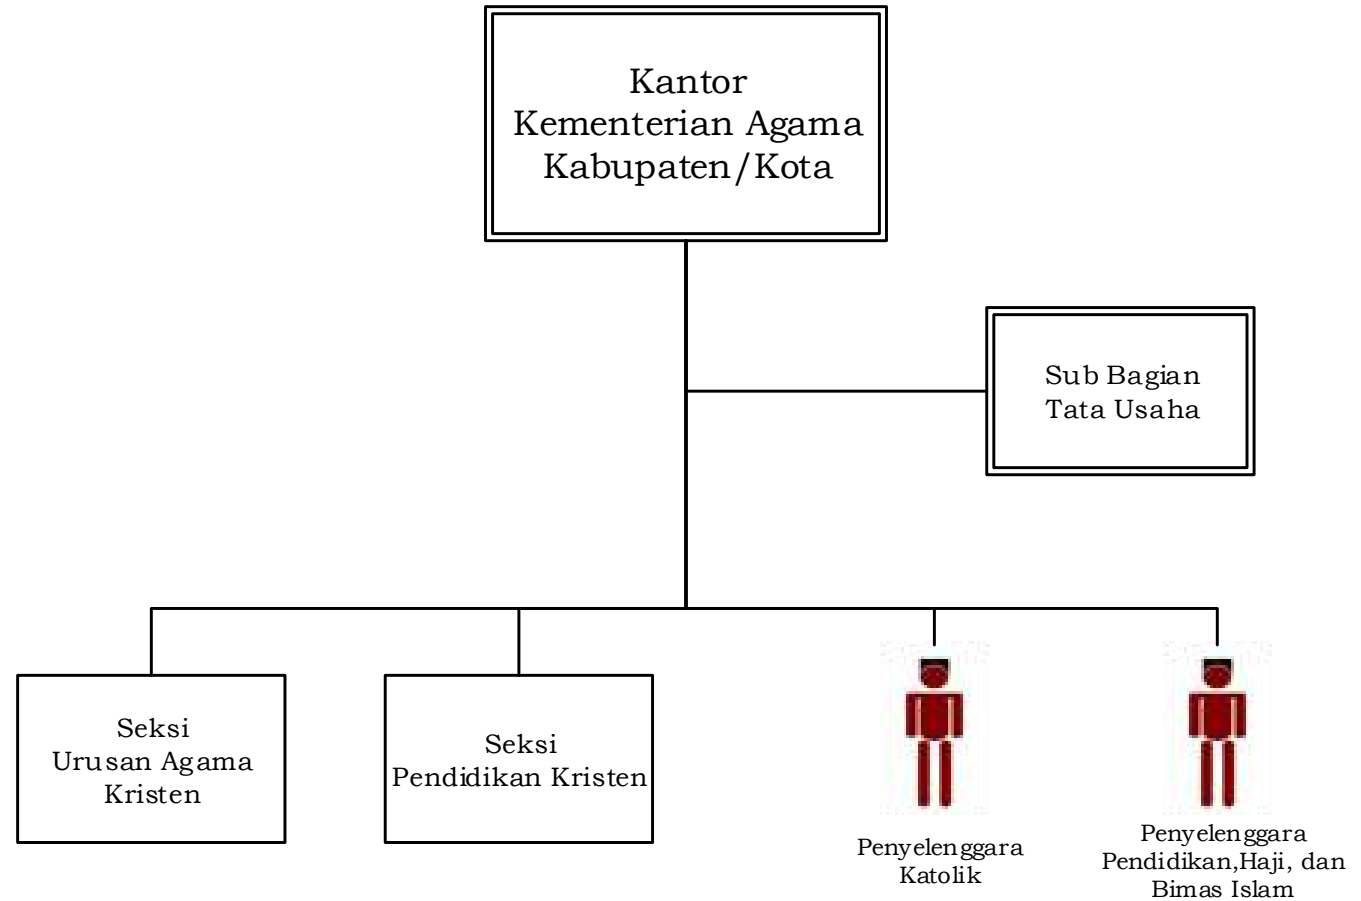 Kantor
Kementerian Agama
Kabupaten/Kota
Sub Bagian
Tata Usaha
Seksi
Urusan Agama
Kristen
Seksi
Pendidikan Kristen
Penyelenggara
Katolik
Penyelenggara
Pendidikan,Haji, dan
Bimas Islam